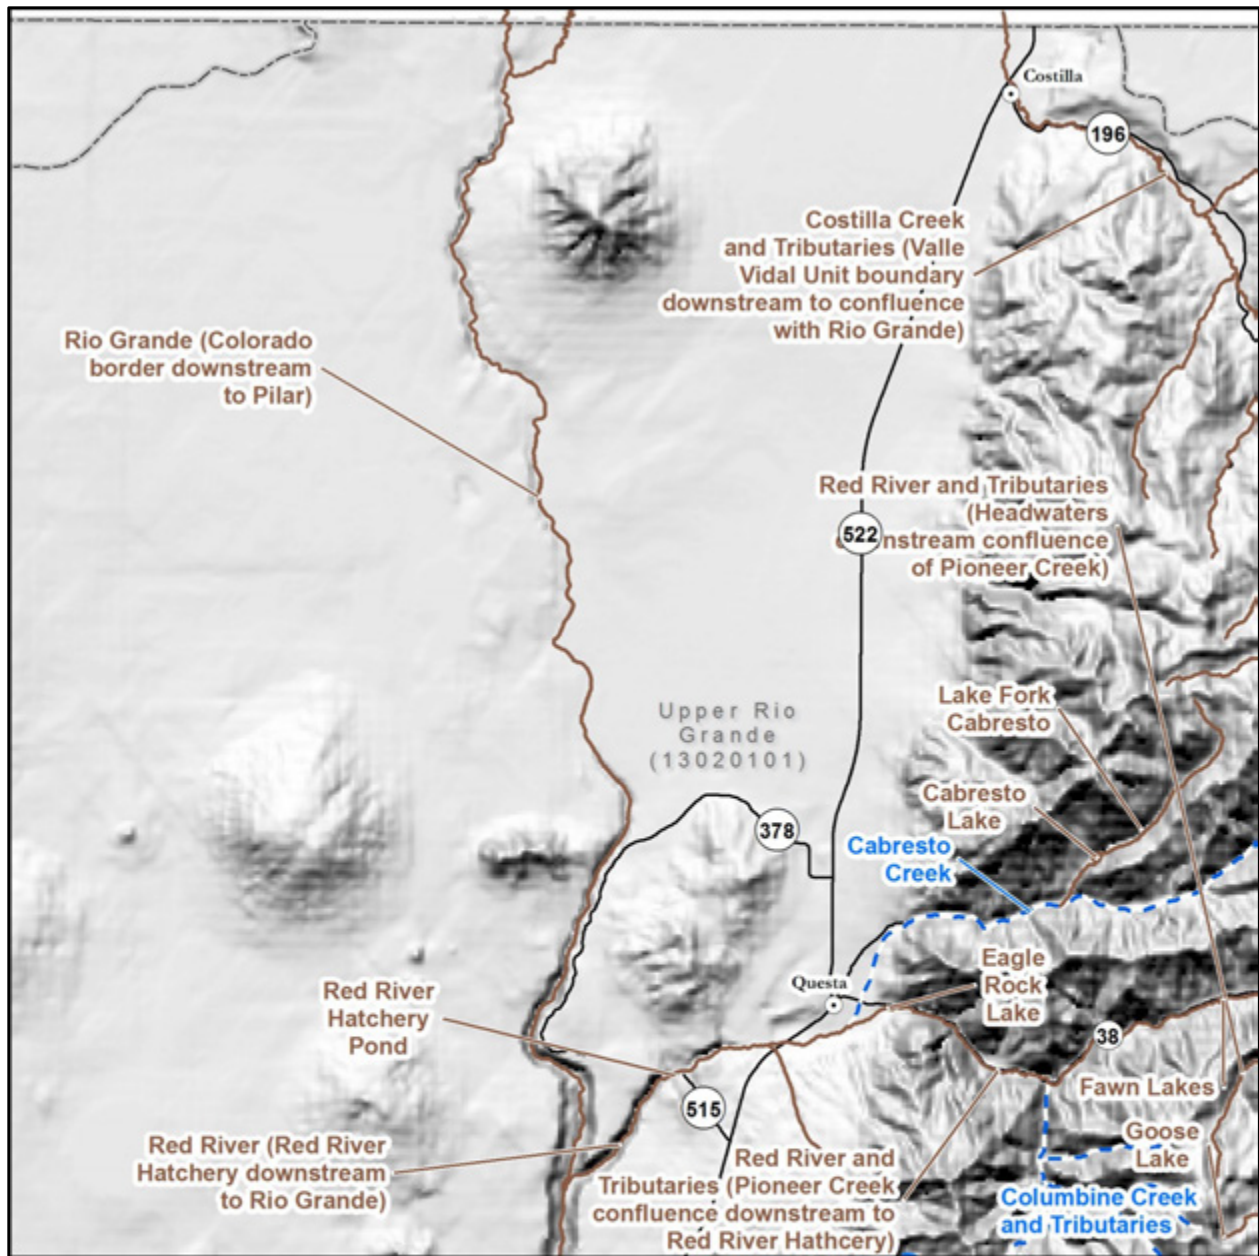 Costilla
196
Costilla Creek
and Tributaries (Valle
Vidal Unit boundary
downstream to confluence
with Rio Grande)
Rio Grande (Colorado
border downstream
to Pilar)
Red River and Tributaries
(Headwaters
nstream confluence
of Pioneer Creek)
522
Lake Fork
Cabresto
Upper Rio
Grande
(13020101)
Cabresto
Lake
378
Cabresto
Creek
Eagle
Rock
Lake
Questa
Red River
Hatchery
Pond
38
Fawn Lakes
515
Goose
Lake
Red River (Red River
Hatchery downstream
to Rio Grande)
Red River and
Tributaries (Pioneer Creek
confluence downstream to
Red River Hathcery)
Columbine Creek
and Tributaries